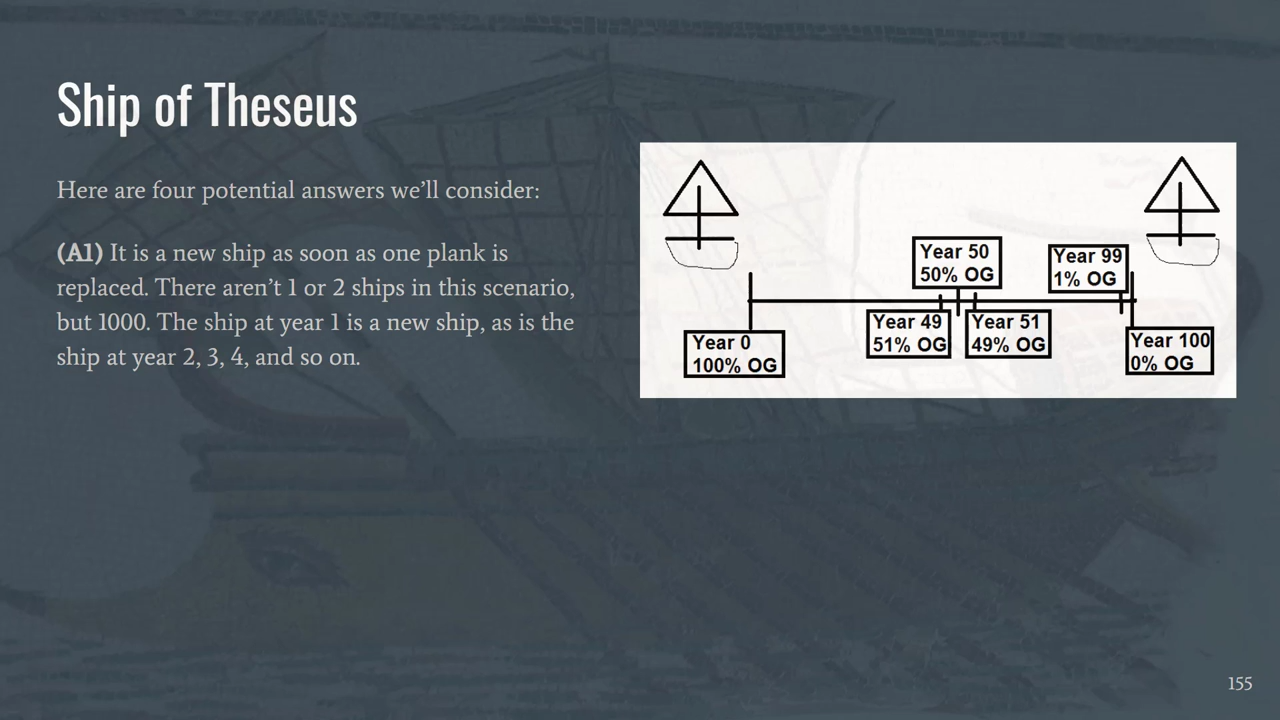 Ship of Theseus
Here are four potential answers we’ll consider:
(A1) It is a new ship as soon as one plank is
replaced. There aren’t 1 or 2 ships in this scenario,
but 1000. The ship at year 1 is a new ship, as is the
ship at year 2, 3, 4, and so on.
Year 0
100% OG
Year 49
51% OG
Year 50
50% OG
Year 51
49% OG
Year 99
1% OG
Year 100
0% OG
155